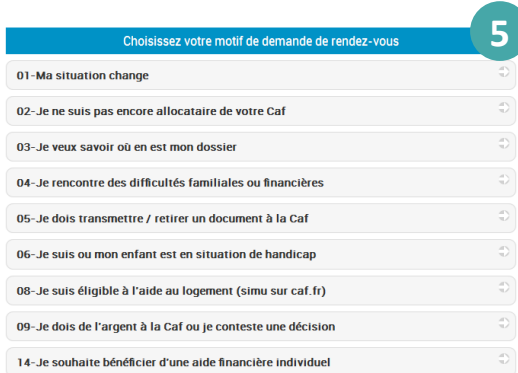 Choisissez votre motif de demande de rendez-vous
5
01-Ma situation change
02-Je ne suis pas encore allocataire de votre Caf
03-Je veux savoir où en est mon dossier
04-Je rencontre des difficultés familiales ou financières
05-Je dois transmettre / retirer un document à la Caf
06-Je suis ou mon enfant est en situation de handicap
08-Je suis éligible à l'aide au logement (simu sur caf.fr)
09-Je dois de l'argent à la Caf ou je conteste une décision
14-Je souhaite bénéficier d'une aide financière individuel